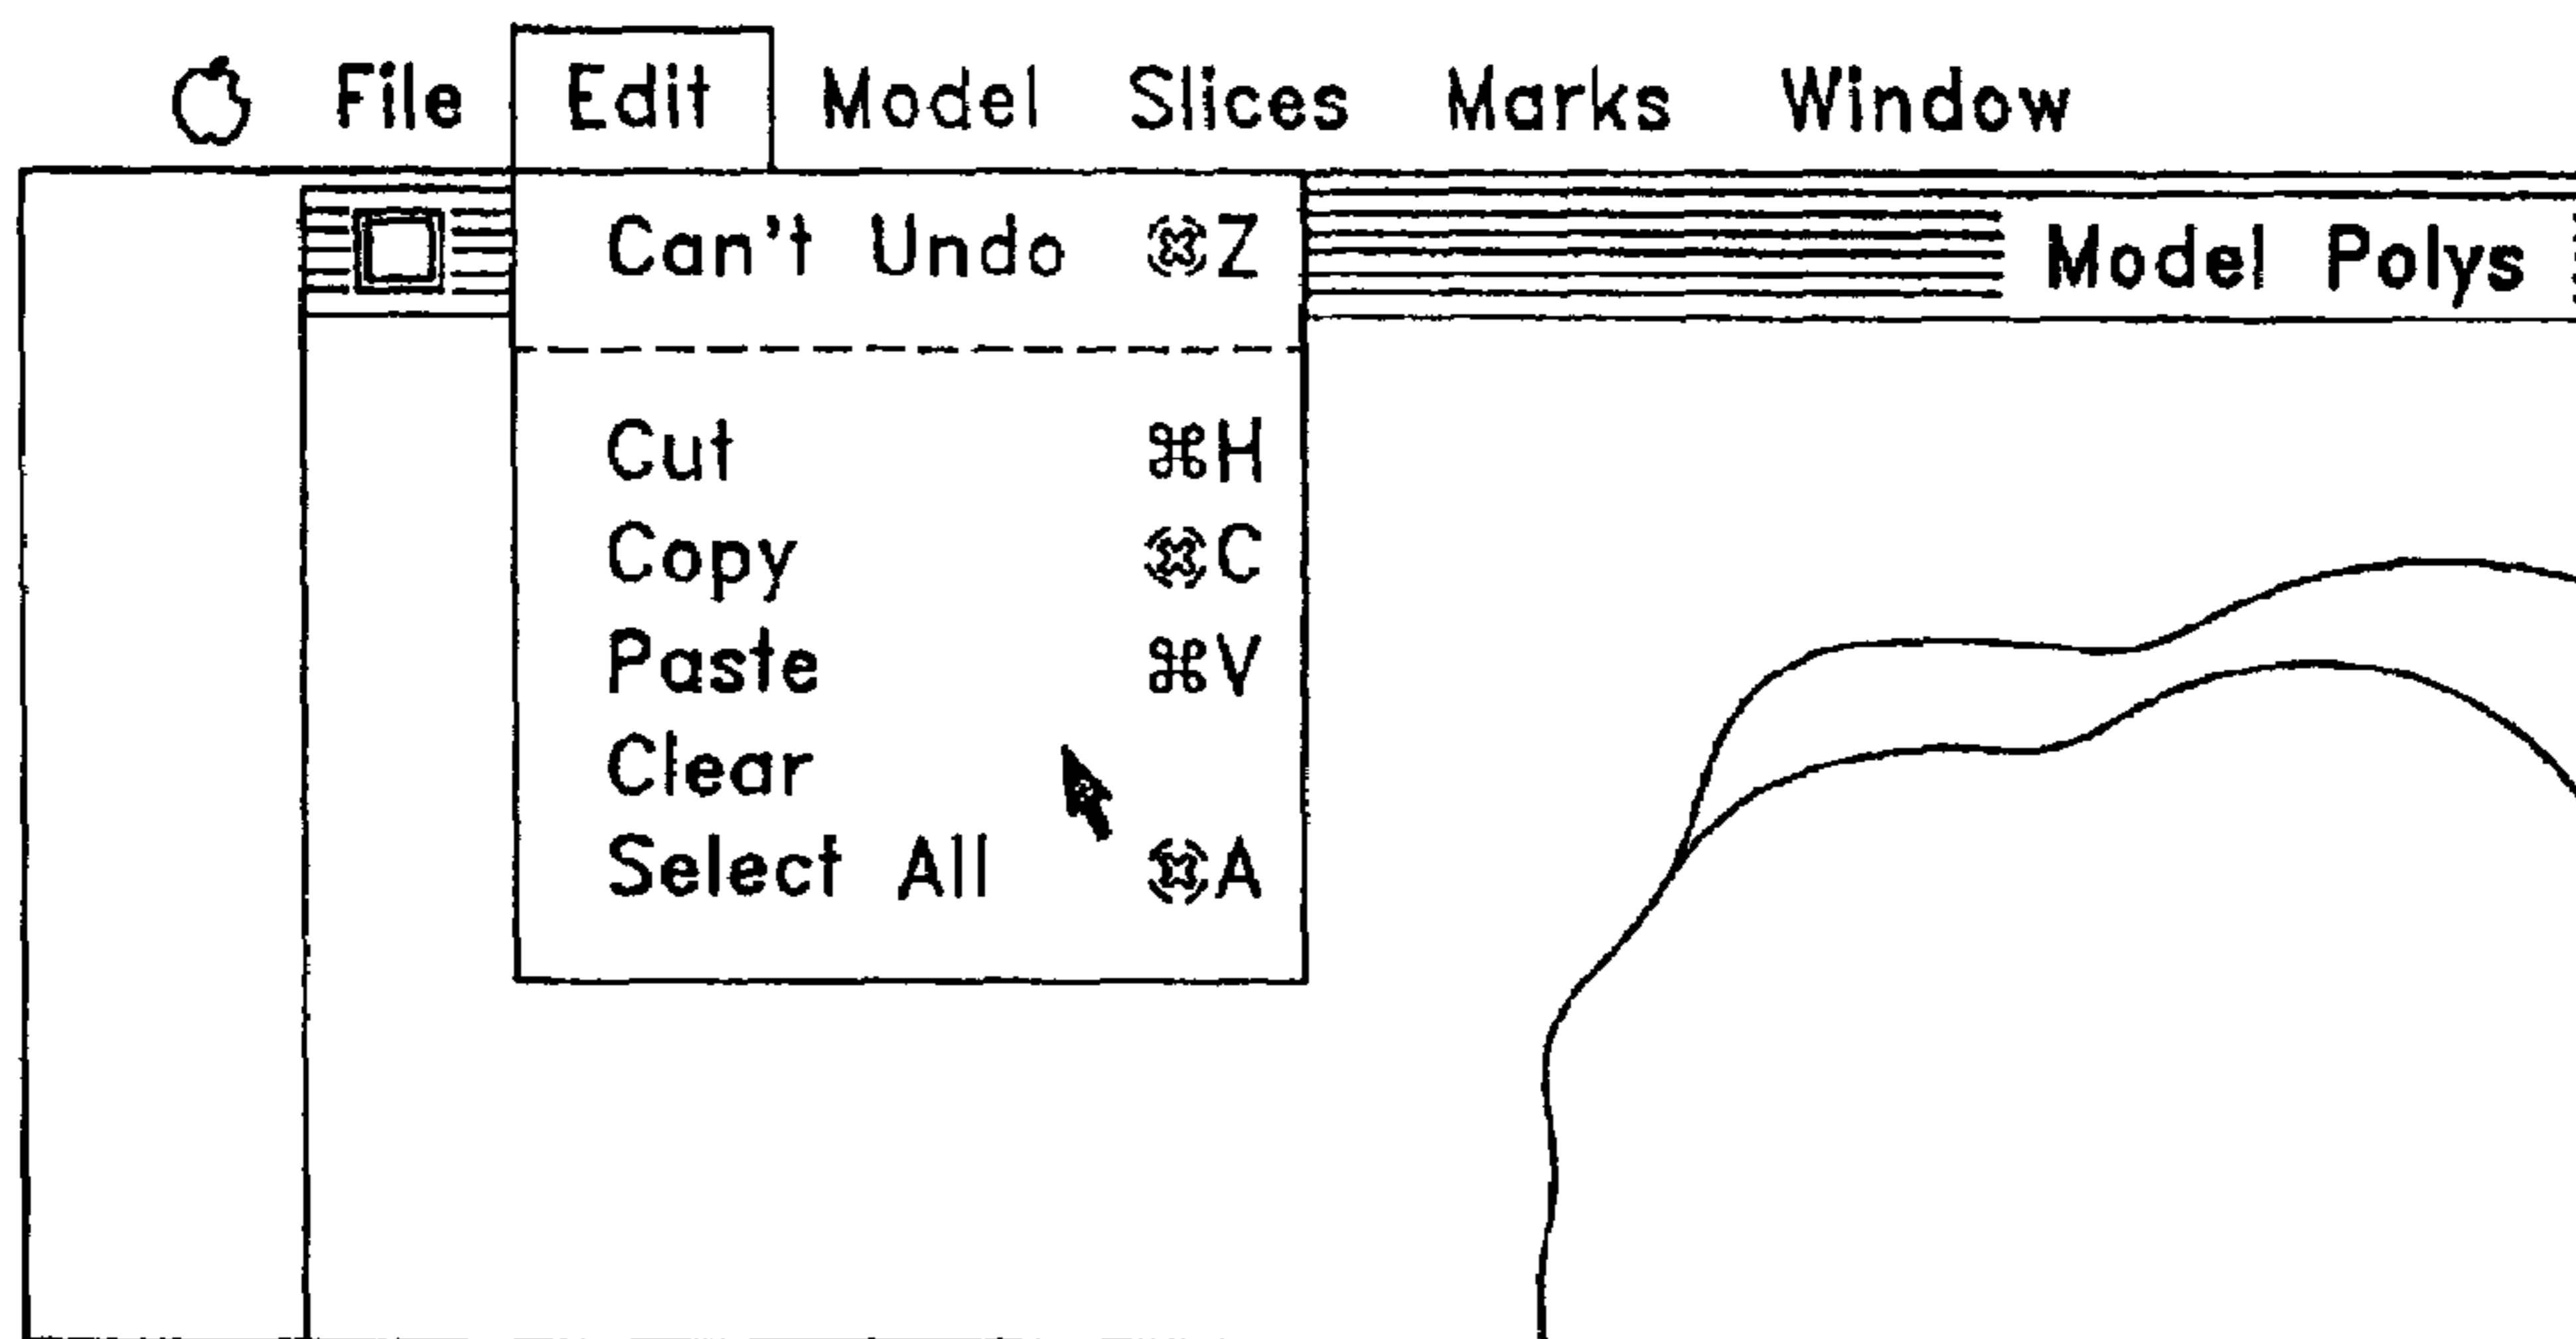 File Edit Model Slices Marks Window
Can't Undo ⌘Z
Model Polys
Cut ⌘H
Copy ⌘C
Paste ⌘V
Clear
Select All ⌘A